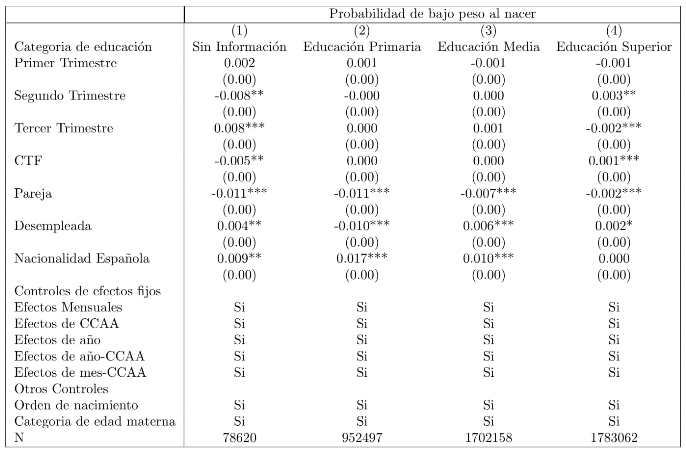 Probabilidad de bajo peso al nacer
(1) (2) (3) (4)
Categoria de educación Sin Información Educación Primaria Educación Media Educación Superior
Primer Trimestre 0.002 0.001 -0.001 -0.001
(0.00) (0.00) (0.00) (0.00)
Segundo Trimestre -0.008** -0.000 0.000 0.003**
(0.00) (0.00) (0.00) (0.00)
Tercer Trimestre 0.008*** 0.000 0.001 -0.002***
(0.00) (0.00) (0.00) (0.00)
CTF -0.005** 0.000 0.000 0.001***
(0.00) (0.00) (0.00) (0.00)
Pareja -0.011*** -0.011*** -0.007*** -0.002***
(0.00) (0.00) (0.00) (0.00)
Desempleada 0.004** -0.010*** 0.006*** 0.002*
(0.00) (0.00) (0.00) (0.00)
Nacionalidad Española 0.009** 0.017*** 0.010*** 0.000
(0.00) (0.00) (0.00) (0.00)
Controles de efectos fijos
Efectos Mensuales Si Si Si Si
Efectos de CCAA Si Si Si Si
Efectos de año Si Si Si Si
Efectos de año-CCAA Si Si Si Si
Efectos de mes-CCAA Si Si Si Si
Otros Controles
Orden de nacimiento Si Si Si Si
Categoria de edad materna Si Si Si Si
N 78620 952497 1702158 1783062